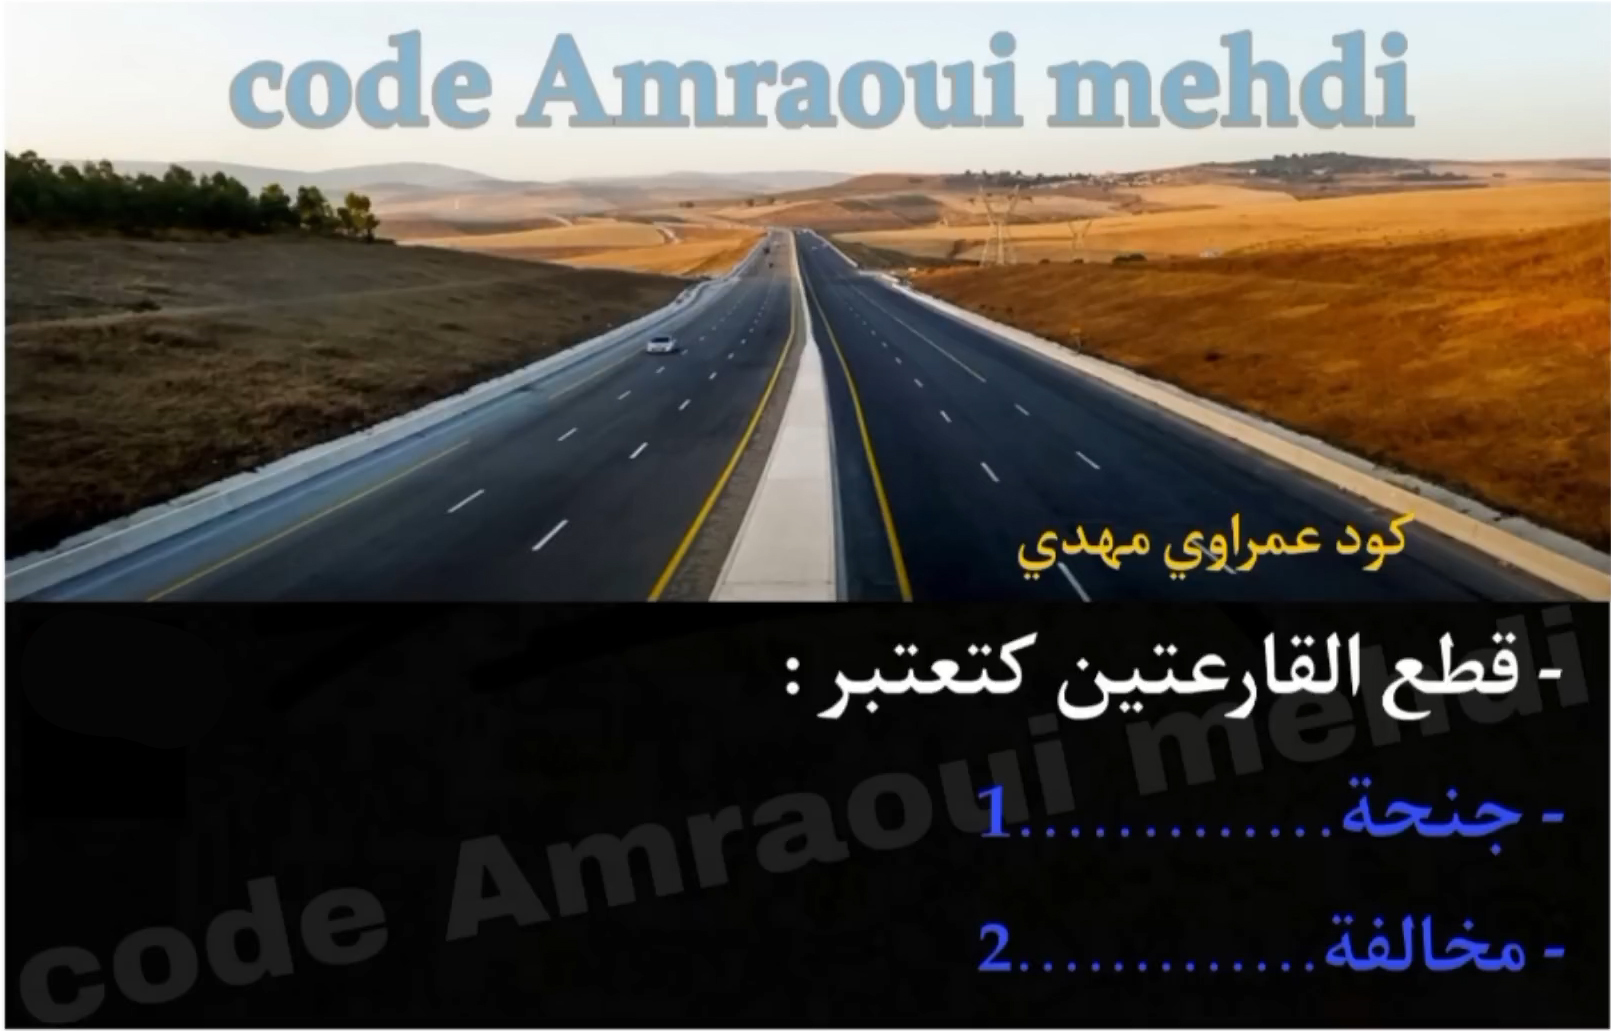 code Amraoui mehdi
كود عمراوي مهدي
- قطع القارعتين كتعتبر :
- جنحة.............1
- مخالفة.............2
code Amraoui mehdi